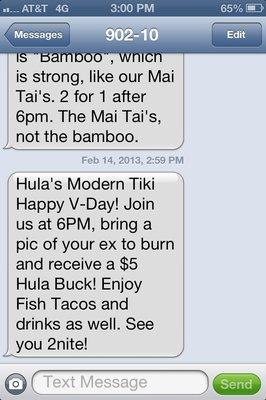 AT&T 4G 3:00 PM 65%
Messages 902-10 Edit
is "Bamboo", which
is strong, like our Mai
Tai's. 2 for 1 after
6pm. The Mai Tai's,
not the bamboo.
Feb 14, 2013, 2:59 PM
Hula's Modern Tiki
Happy V-Day! Join
us at 6PM, bring a
pic of your ex to burn
and receive a $5
Hula Buck! Enjoy
Fish Tacos and
drinks as well. See
you 2nite!
Text Message Send